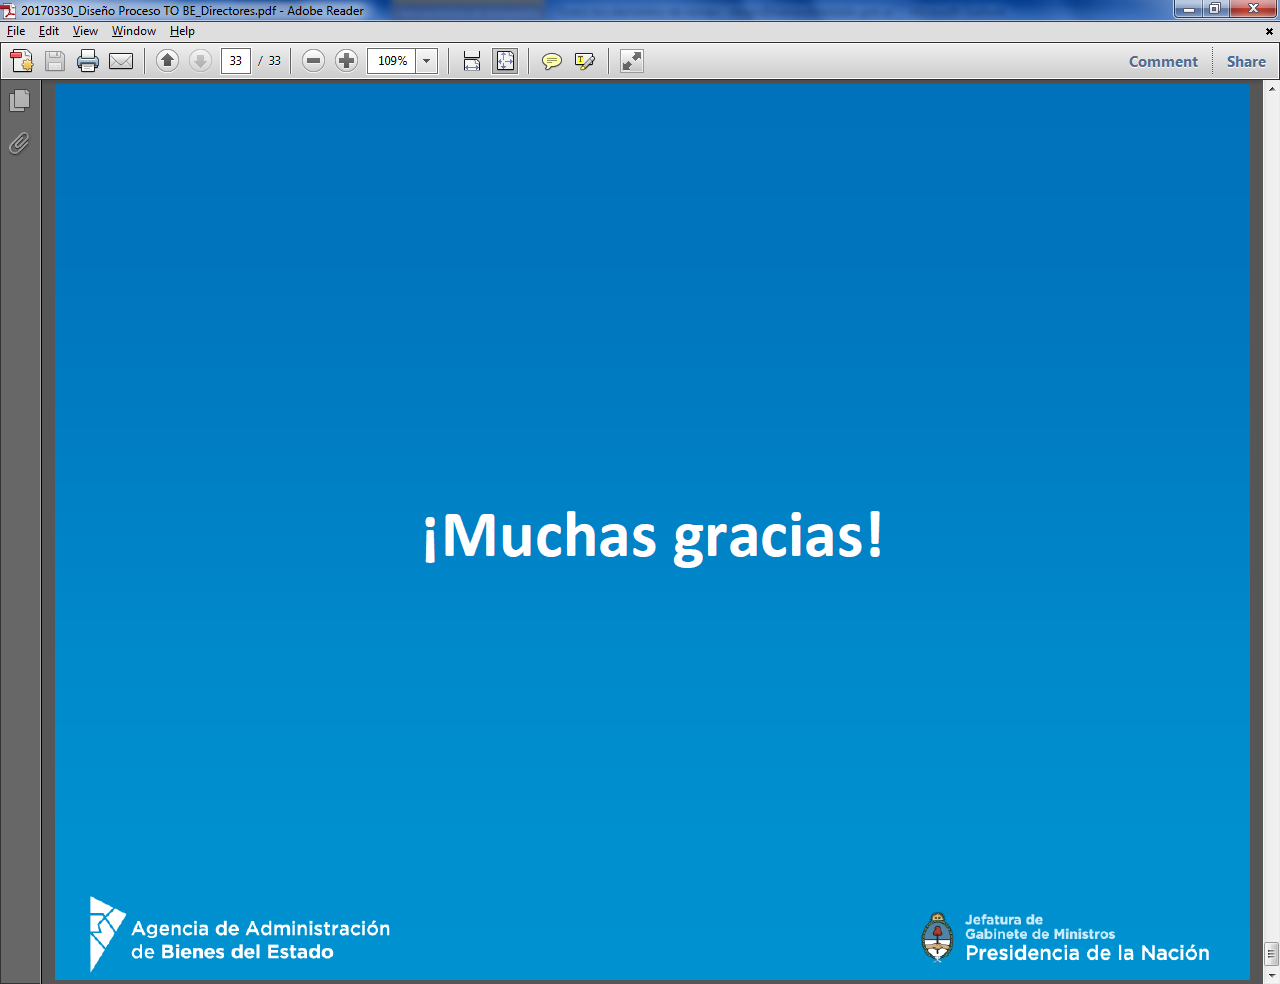 20170330_Diseño Proceso TO BE_Directores.pdf - Adobe Reader
File Edit View Window Help
33 / 33 109% Comment Share
¡Muchas gracias!
Agencia de Administración
de Bienes del Estado
Jefatura de
Gabinete de Ministros
Presidencia de la Nación